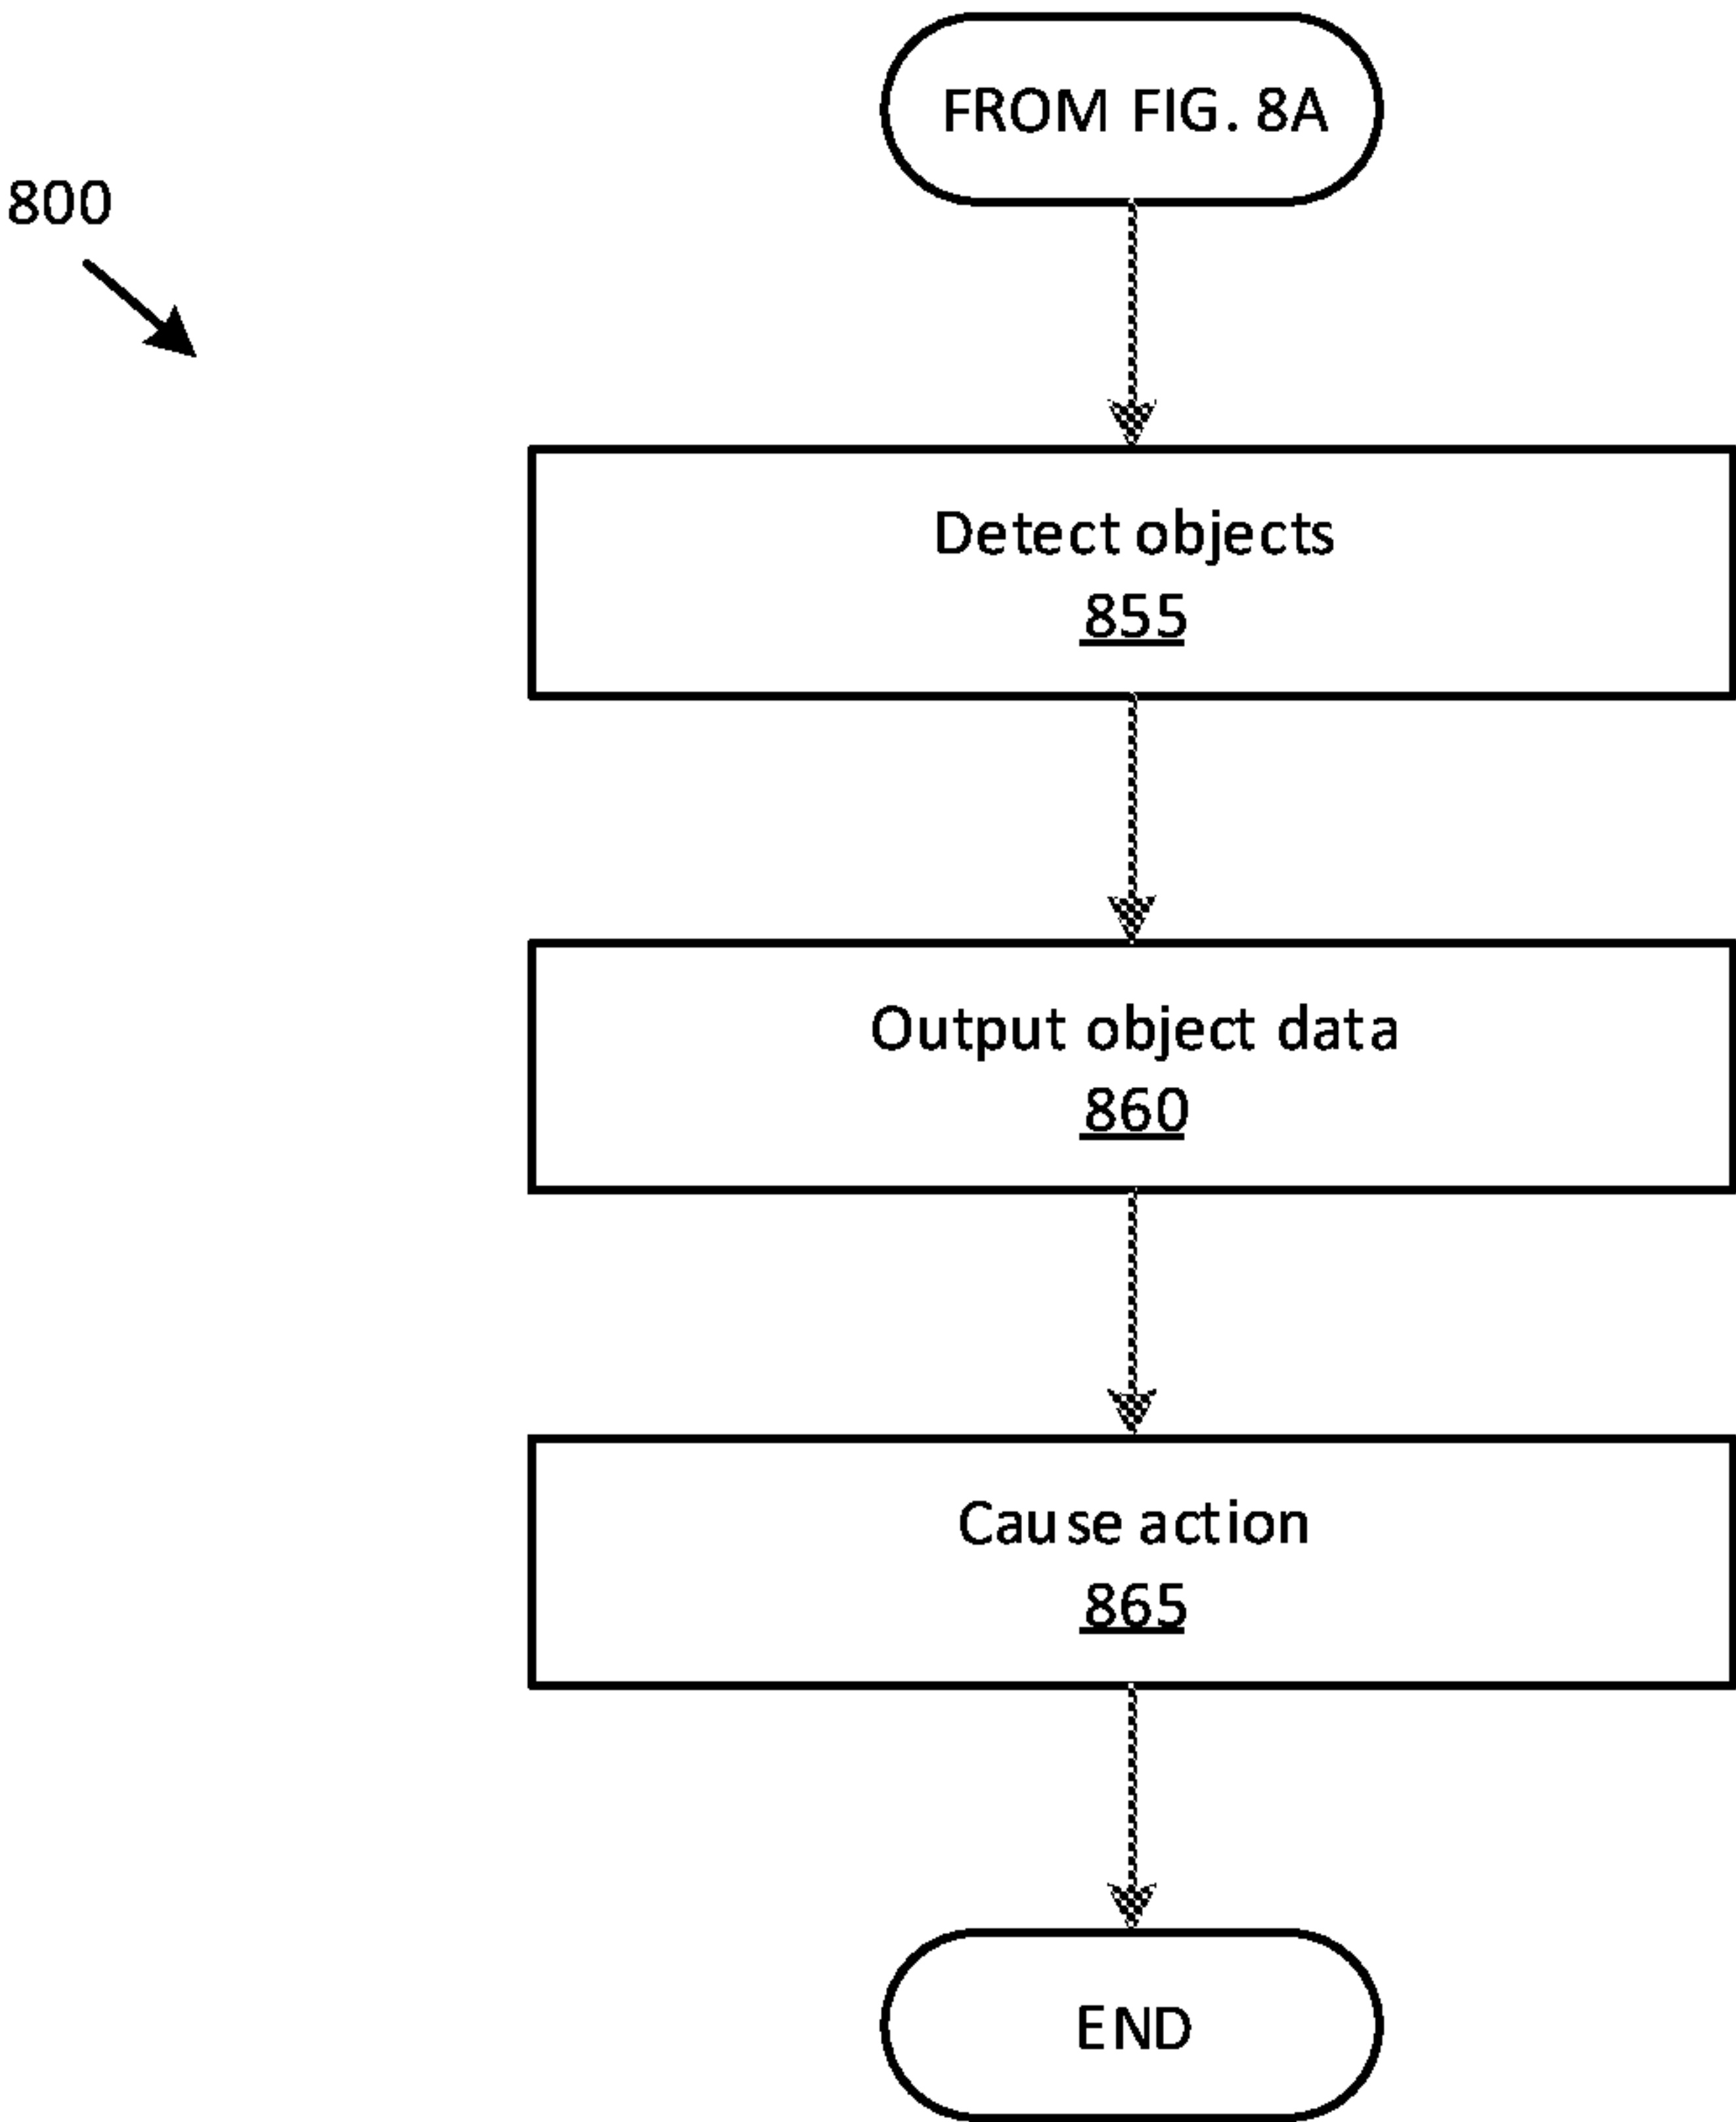 FROM FIG. 8A
800
Detect objects
855
Output object data
860
Cause action
865
END